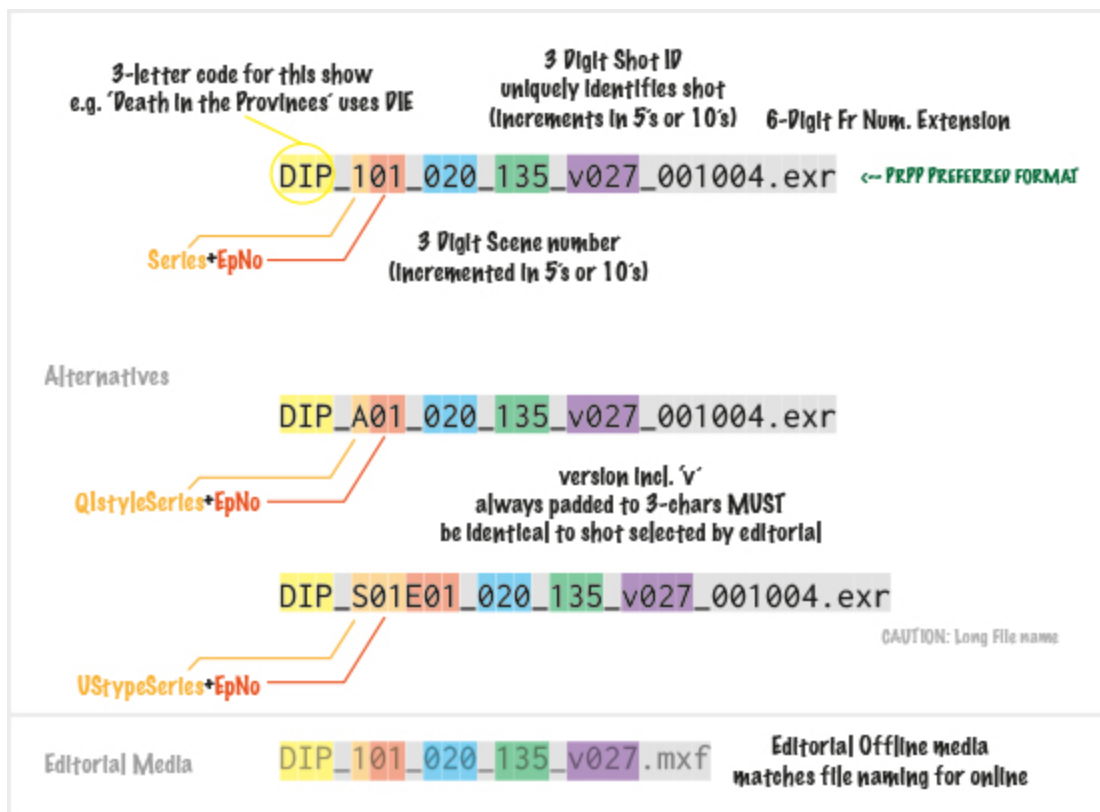 3-letter code for this show
e.g. 'Death in the Provinces' uses DIE
3 Digit Shot ID
uniquely identifies shot
(increments in 5's or 10's)
6-Digit Fr Num. Extension
DIP_101_020_135_v027_001004.exr
<-- PRPP PREFERRED FORMAT
Series+EpNo
3 Digit Scene number
(incremented in 5's or 10's)
Alternatives
DIP_A01_020_135_v027_001004.exr
QIstyleSeries+EpNo
version incl. 'v'
always padded to 3-chars MUST
be identical to shot selected by editorial
DIP_S01E01_020_135_v027_001004.exr
CAUTION: Long File name
UStypeSeries+EpNo
Editorial Media
DIP_101_020_135_v027.mxf
Editorial Offline media
matches file naming for online